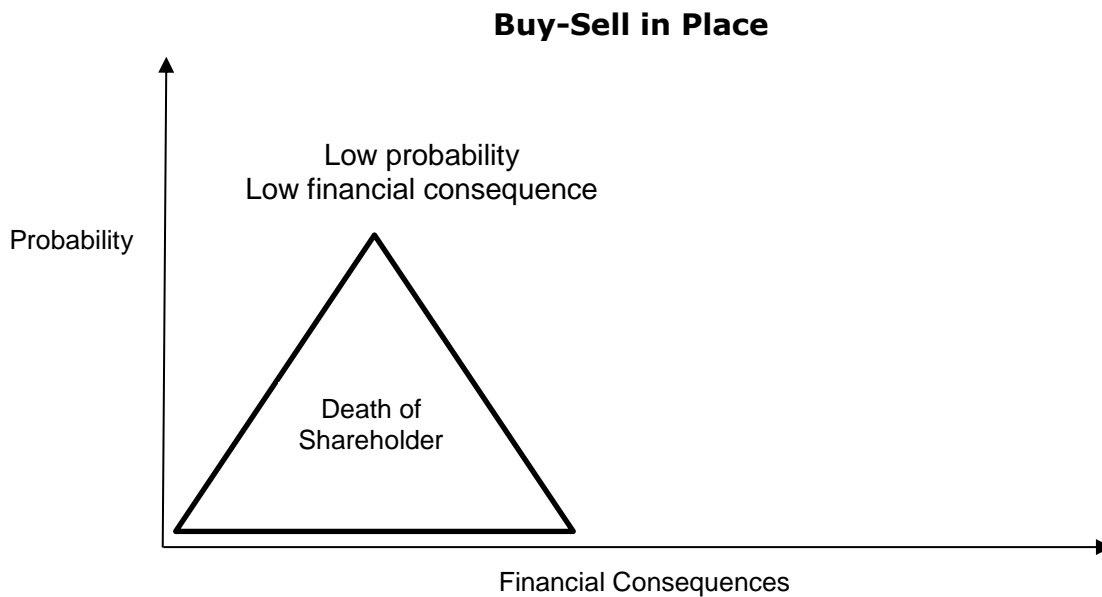 Buy-Sell in Place
Low probability
Low financial consequence
Probability
Death of
Shareholder
Financial Consequences